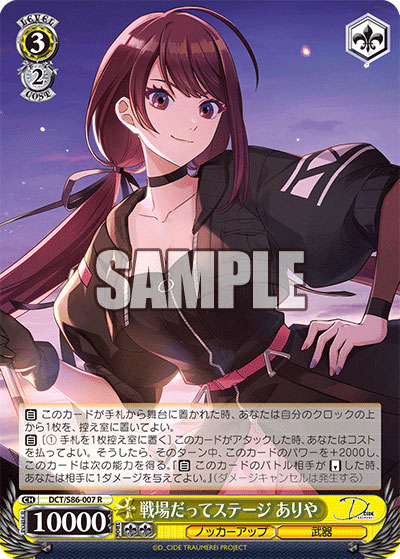 LEVEL
3
2
COST
SAMPLE
自 このカードが手札から舞台に置かれた時、あなたは自分のクロックの上
から1枚を、控え室に置いてよい。
自 [① 手札を1枚控え室に置く] このカードがアタックした時、あなたはコスト
を払ってよい。そうしたら、そのターン中、このカードのパワーを+2000し、
このカードは次の能力を得る。『自 このカードのバトル相手が した
時、あなたは相手に1ダメージを与える。』(ダメージキャンセルは発生する)
CH DCT/S86-007 R
戦場だってステージ ありや
10000
ノッカーアップ 武器
D_CIDE
©D_CIDE TRAUMEREI PROJECT